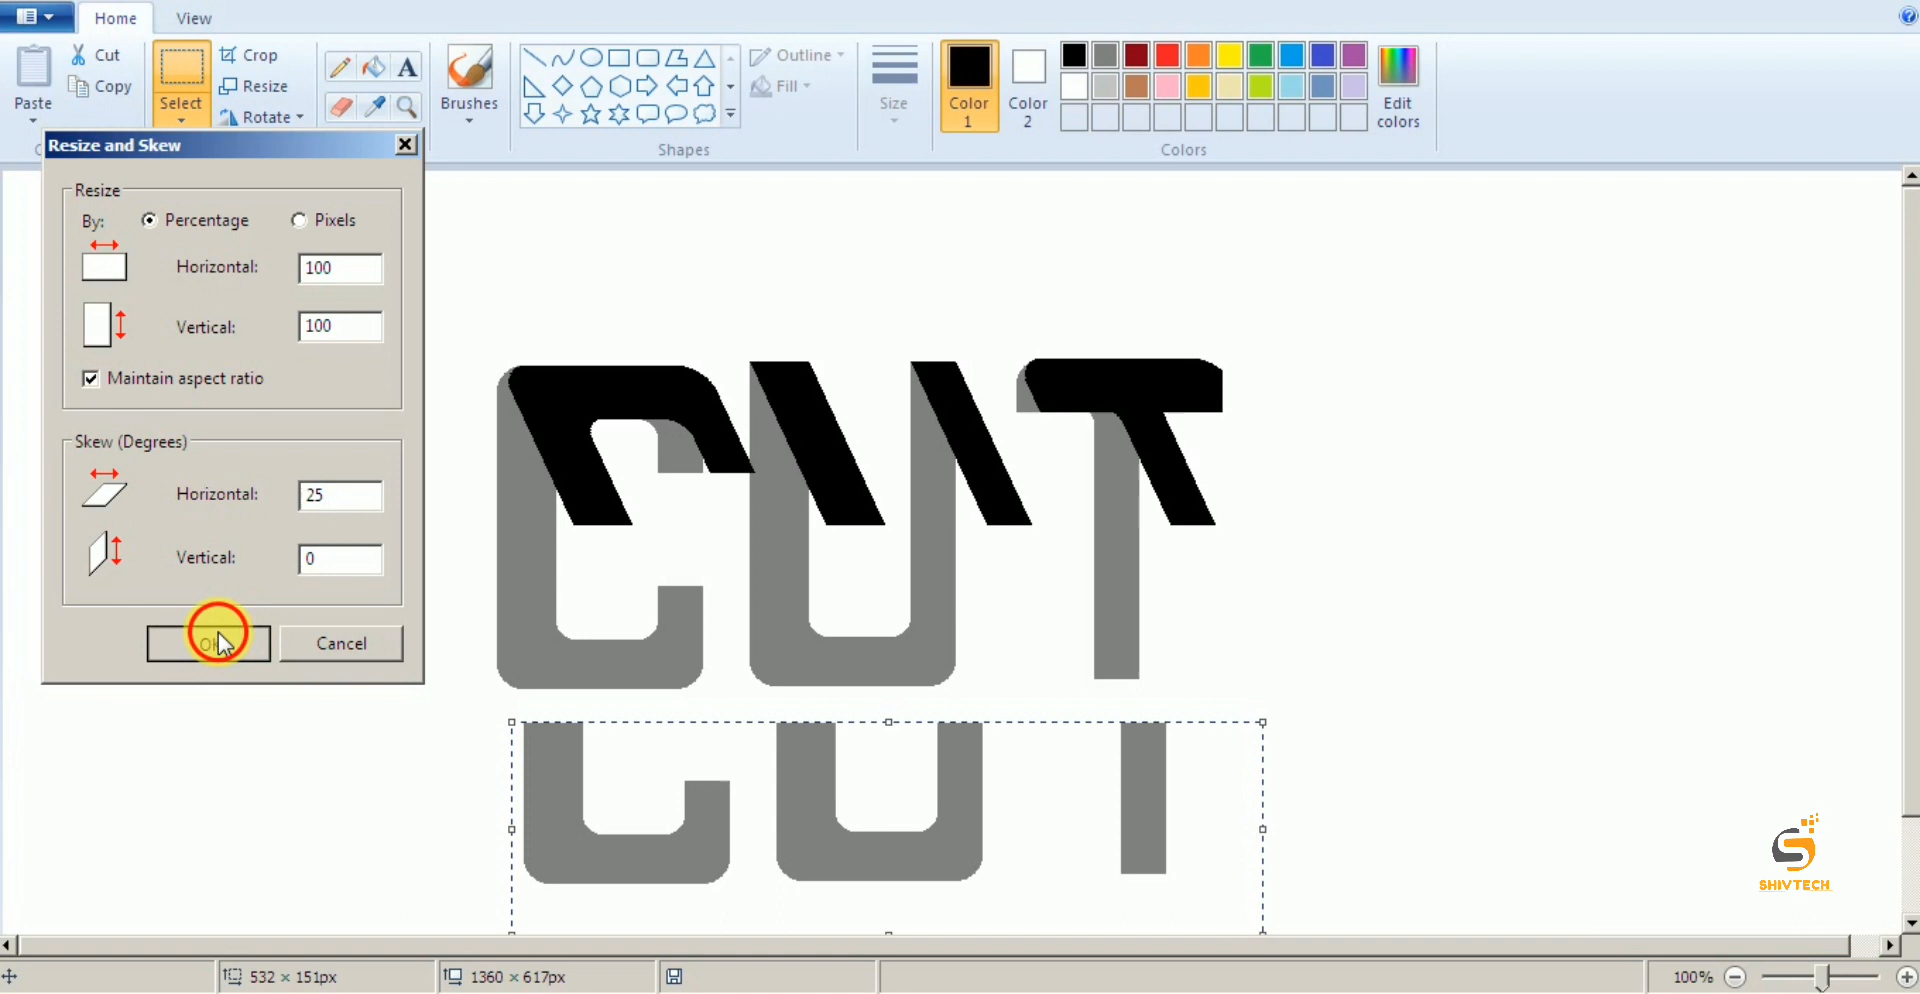 Home View
Cut
Copy
Paste
Select
Crop
Resize
Rotate
A
Brushes
Outline
Fill
Shapes
Size
Color
1
Color
2
Edit
colors
Colors
Resize and Skew
Resize
By: Percentage Pixels
Horizontal: 100
Vertical: 100
Maintain aspect ratio
Skew (Degrees)
Horizontal: 25
Vertical: 0
OK Cancel
CUT
CUT
SHIVTECH
532 × 151px 1360 × 617px 100%